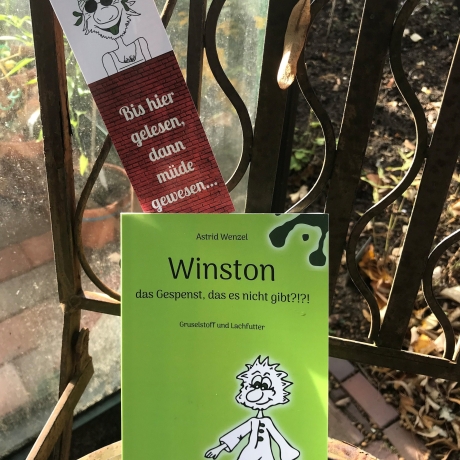 Bis hier
gelesen,
dann
müde
gewesen...
Astrid Wenzel
Winston
das Gespenst, das es nicht gibt?!?!
Gruselstoff und Lachfutter